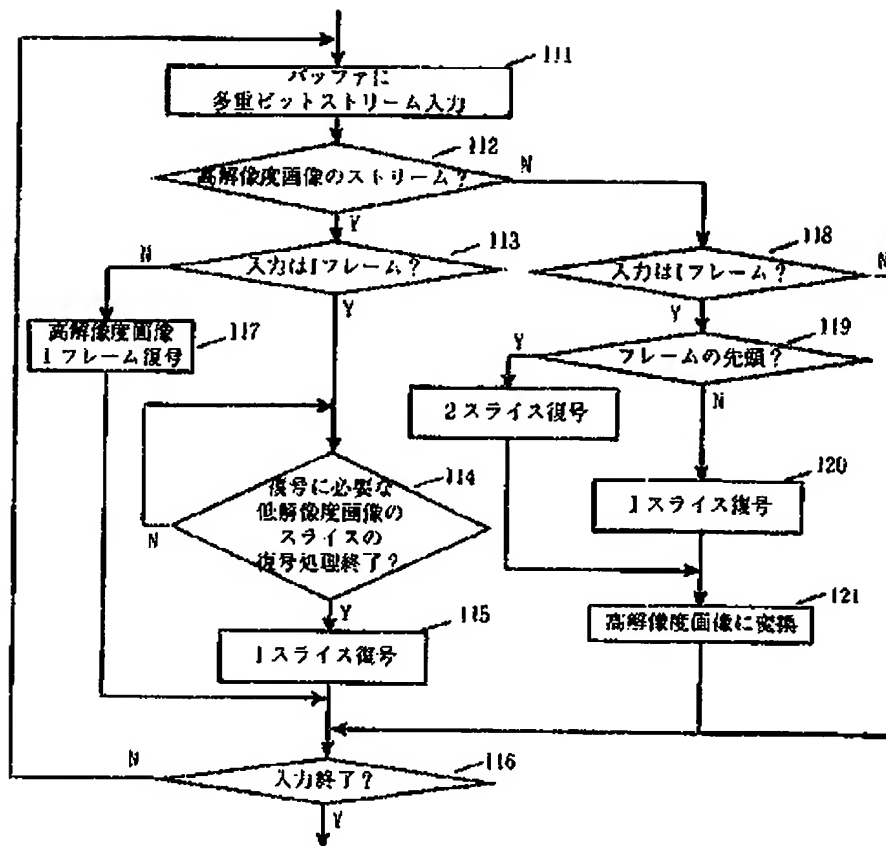 111
バッファに
多重ビットストリーム入力
112
高解像度画像のストリーム?
N
Y
113
N
入力はIフレーム?
Y
118
入力はIフレーム?
N
Y
117
高解像度画像
1フレーム復号
119
Y
フレームの先頭?
N
2スライス復号
114
復号に必要な
低解像度画像の
スライスの
復号処理終了?
N
Y
120
1スライス復号
115
1スライス復号
121
高解像度画像に変換
N
116
入力終了?
Y